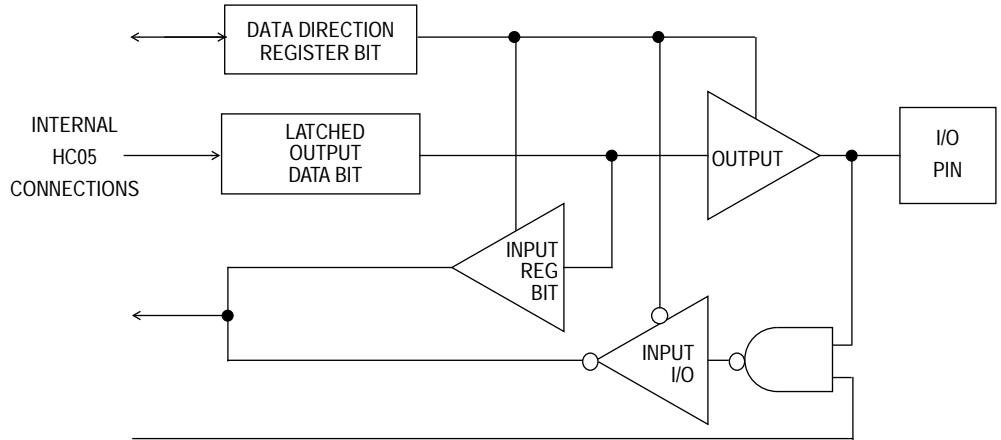 DATA DIRECTION
REGISTER BIT
INTERNAL
HC05
CONNECTIONS
LATCHED
OUTPUT
DATA BIT
OUTPUT
I/O
PIN
INPUT
REG
BIT
INPUT
I/O